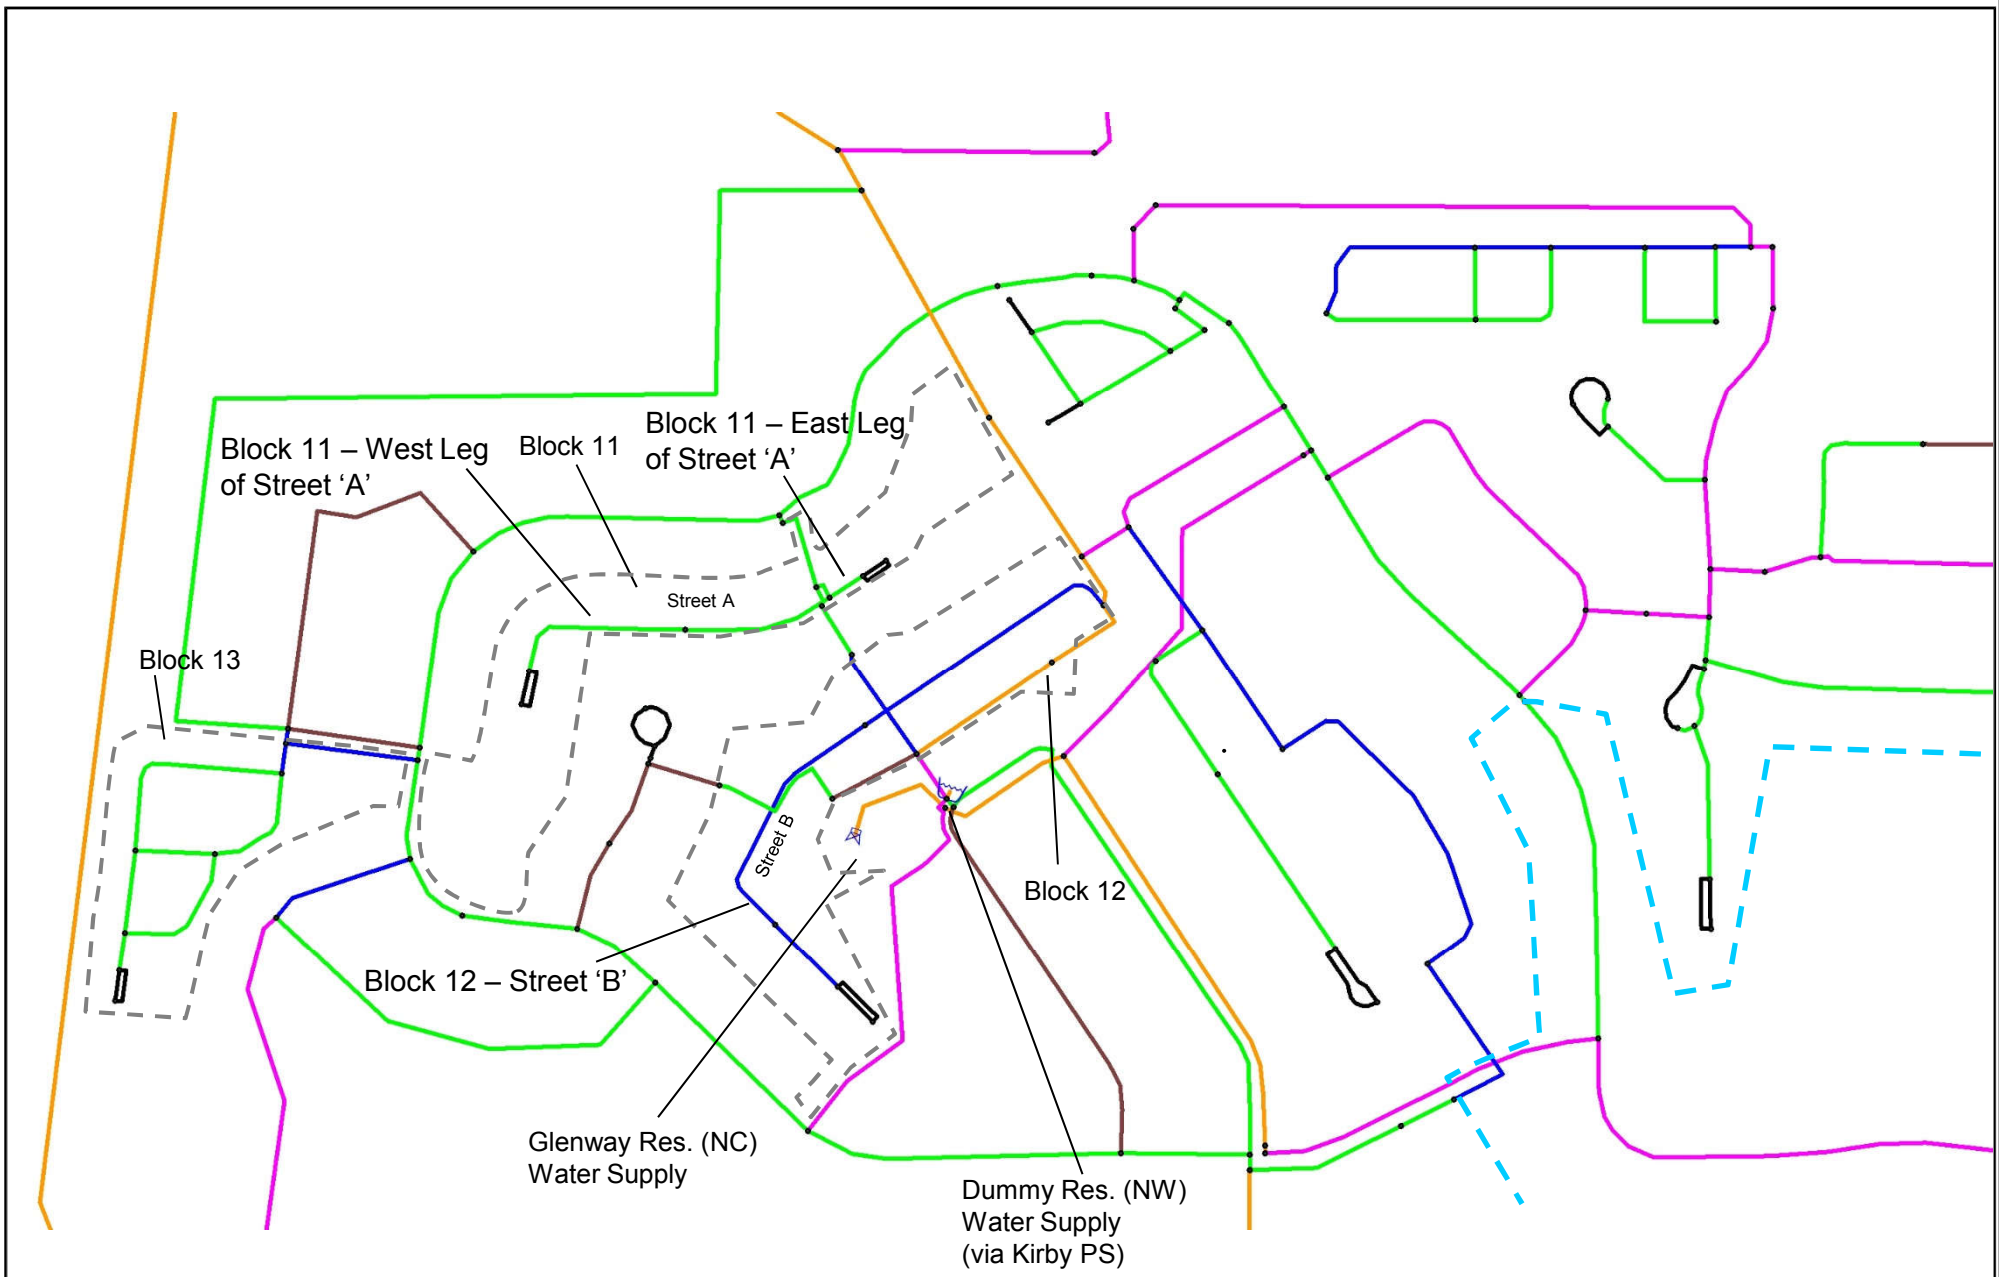 Block 11 – East Leg
of Street ‘A’
Block 11 – West Leg
of Street ‘A’
Block 11
Street A
Block 13
Street B
Block 12
Block 12 – Street ‘B’
Glenway Res. (NC)
Water Supply
Dummy Res. (NW)
Water Supply
(via Kirby PS)